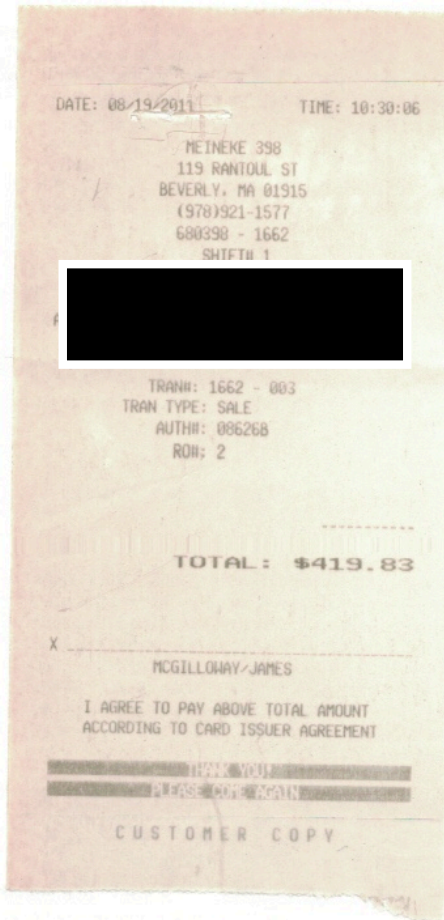 DATE: 08/19/2011 TIME: 10:30:06
MEINEKE 398
119 RANTOUL ST
BEVERLY, MA 01915
(978)921-1577
680398 - 1662
SHIFT# 1
TRAN#: 1662 - 003
TRAN TYPE: SALE
AUTH#: 08626B
RO#: 2
TOTAL: $419.83
X
MCGILLOWAY/JAMES
I AGREE TO PAY ABOVE TOTAL AMOUNT
ACCORDING TO CARD ISSUER AGREEMENT
THANK YOU!
PLEASE COME AGAIN
CUSTOMER COPY